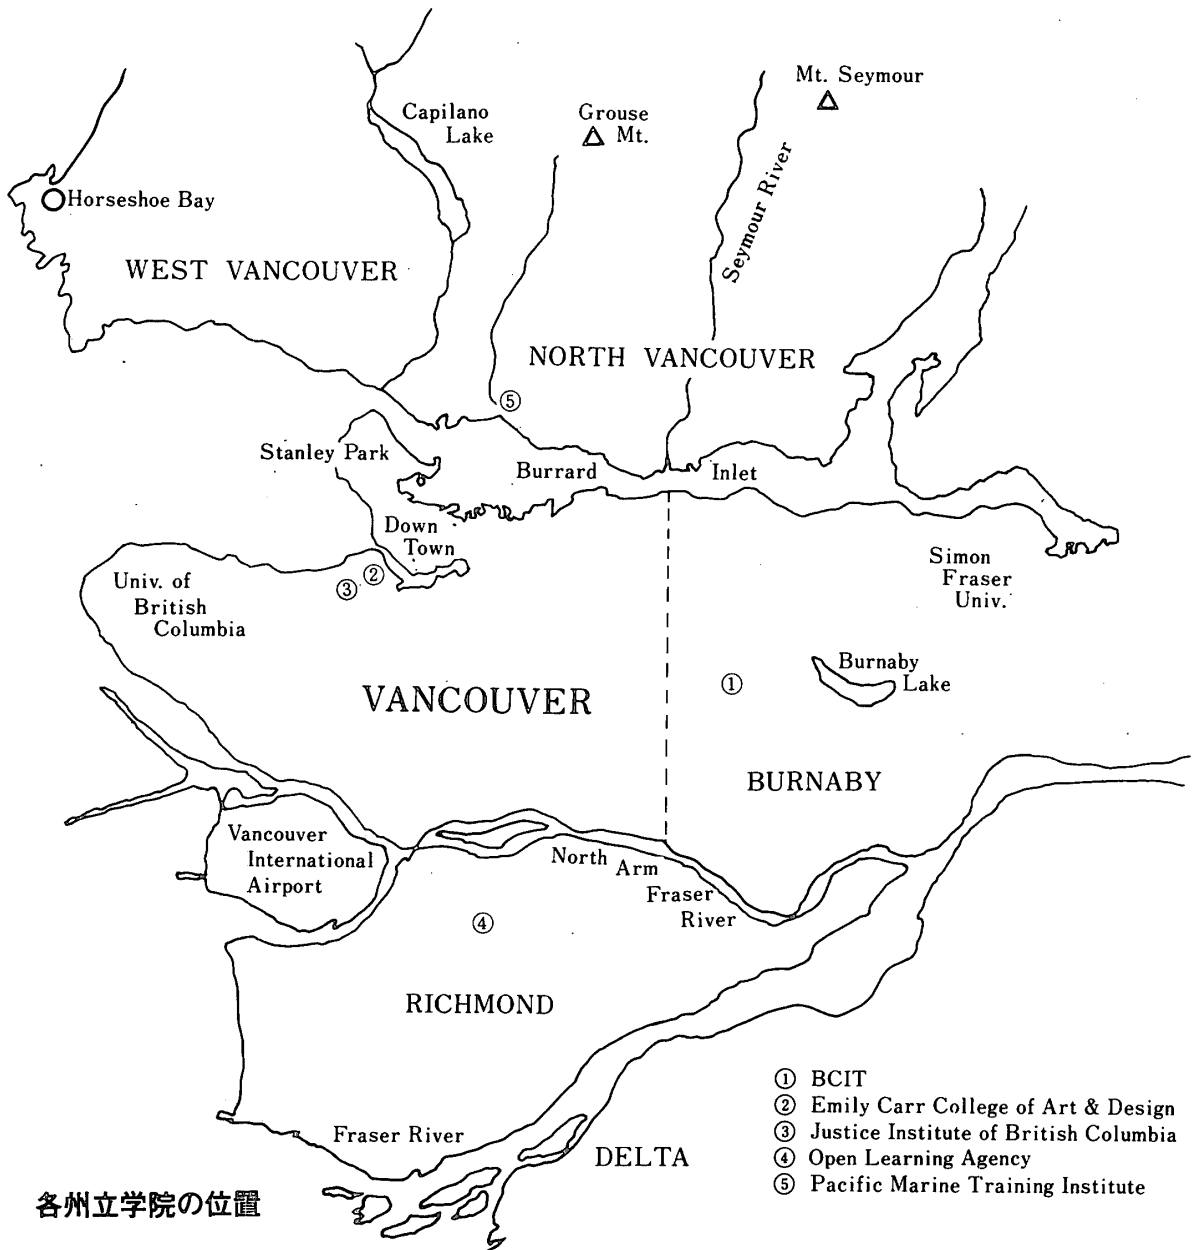 Mt. Seymour
Capilano
Lake
Grouse
Mt.
Seymour River
Horseshoe Bay
WEST VANCOUVER
NORTH VANCOUVER
⑤
Stanley Park
Burrard Inlet
Down
Town
②
③
Univ. of
British
Columbia
Simon
Fraser
Univ.
Burnaby
Lake
①
VANCOUVER
BURNABY
Vancouver
International
Airport
North Arm
Fraser
River
④
RICHMOND
Fraser River
DELTA
① BCIT
② Emily Carr College of Art & Design
③ Justice Institute of British Columbia
④ Open Learning Agency
⑤ Pacific Marine Training Institute
各州立学院の位置